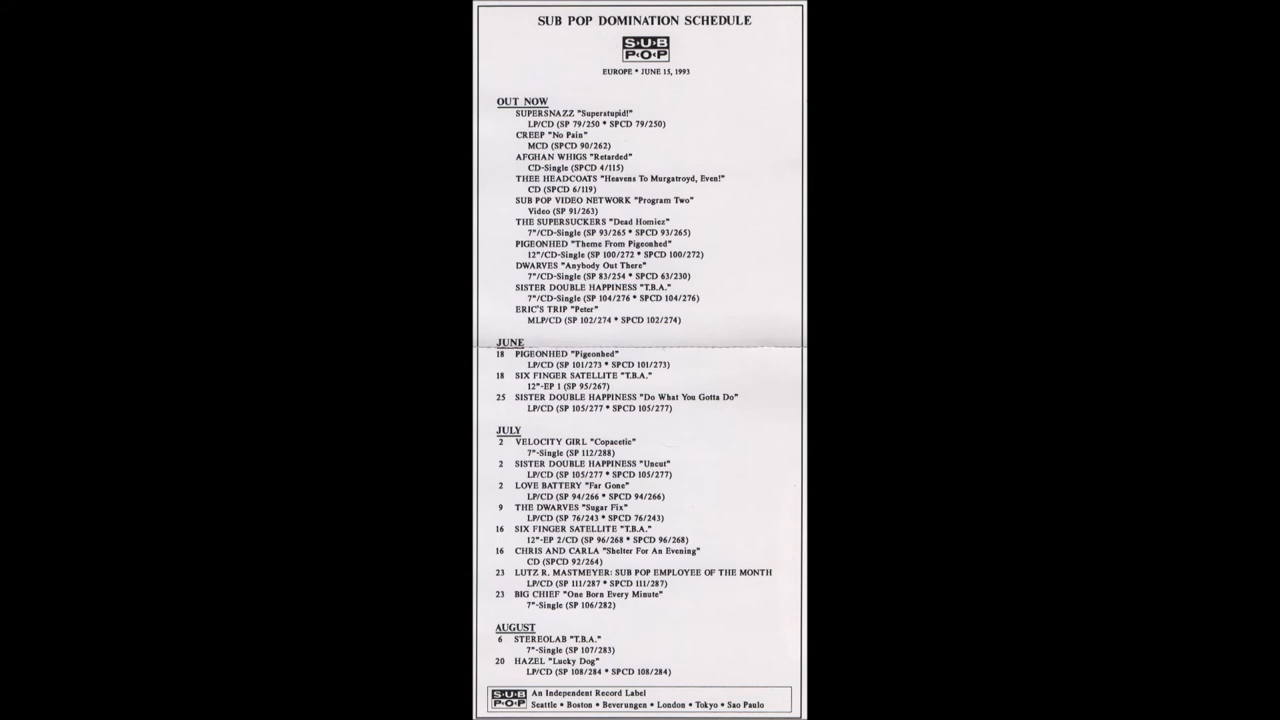 SUB POP DOMINATION SCHEDULE
S•U•B
P•O•P
EUROPE * JUNE 15, 1993
OUT NOW
SUPERSNAZZ "Superstupid!"
LP/CD (SP 79/250 * SPCD 79/250)
CREEP "No Pain"
MCD (SPCD 90/262)
AFGHAN WHIGS "Retarded"
CD-Single (SPCD 4/115)
THEE HEADCOATS "Heavens To Murgatroyd, Even!"
CD (SPCD 6/119)
SUB POP VIDEO NETWORK "Program Two"
Video (SP 91/263)
THE SUPERSUCKERS "Dead Homiez"
7"/CD-Single (SP 93/265 * SPCD 93/265)
PIGEONHED "Theme From Pigeonhed"
12"/CD-Single (SP 100/272 * SPCD 100/272)
DWARVES "Anybody Out There"
7"/CD-Single (SP 83/254 * SPCD 63/230)
SISTER DOUBLE HAPPINESS "T.B.A."
7"/CD-Single (SP 104/276 * SPCD 104/276)
ERIC'S TRIP "Peter"
MLP/CD (SP 102/274 * SPCD 102/274)
JUNE
18 PIGEONHED "Pigeonhed"
LP/CD (SP 101/273 * SPCD 101/273)
18 SIX FINGER SATELLITE "T.B.A."
12"-EP 1 (SP 95/267)
25 SISTER DOUBLE HAPPINESS "Do What You Gotta Do"
LP/CD (SP 105/277 * SPCD 105/277)
JULY
2 VELOCITY GIRL "Copacetic"
7"-Single (SP 112/288)
2 SISTER DOUBLE HAPPINESS "Uncut"
LP/CD (SP 105/277 * SPCD 105/277)
2 LOVE BATTERY "Far Gone"
LP/CD (SP 94/266 * SPCD 94/266)
9 THE DWARVES "Sugar Fix"
LP/CD (SP 76/243 * SPCD 76/243)
16 SIX FINGER SATELLITE "T.B.A."
12"-EP 2/CD (SP 96/268 * SPCD 96/268)
16 CHRIS AND CARLA "Shelter For An Evening"
CD (SPCD 92/264)
23 LUTZ R. MASTMEYER: SUB POP EMPLOYEE OF THE MONTH
LP/CD (SP 111/287 * SPCD 111/287)
23 BIG CHIEF "One Born Every Minute"
7"-Single (SP 106/282)
AUGUST
6 STEREOLAB "T.B.A."
7"-Single (SP 107/283)
20 HAZEL "Lucky Dog"
LP/CD (SP 108/284 * SPCD 108/284)
S•U•B
P•O•P
An Independent Record Label
Seattle • Boston • Beverungen • London • Tokyo • Sao Paulo